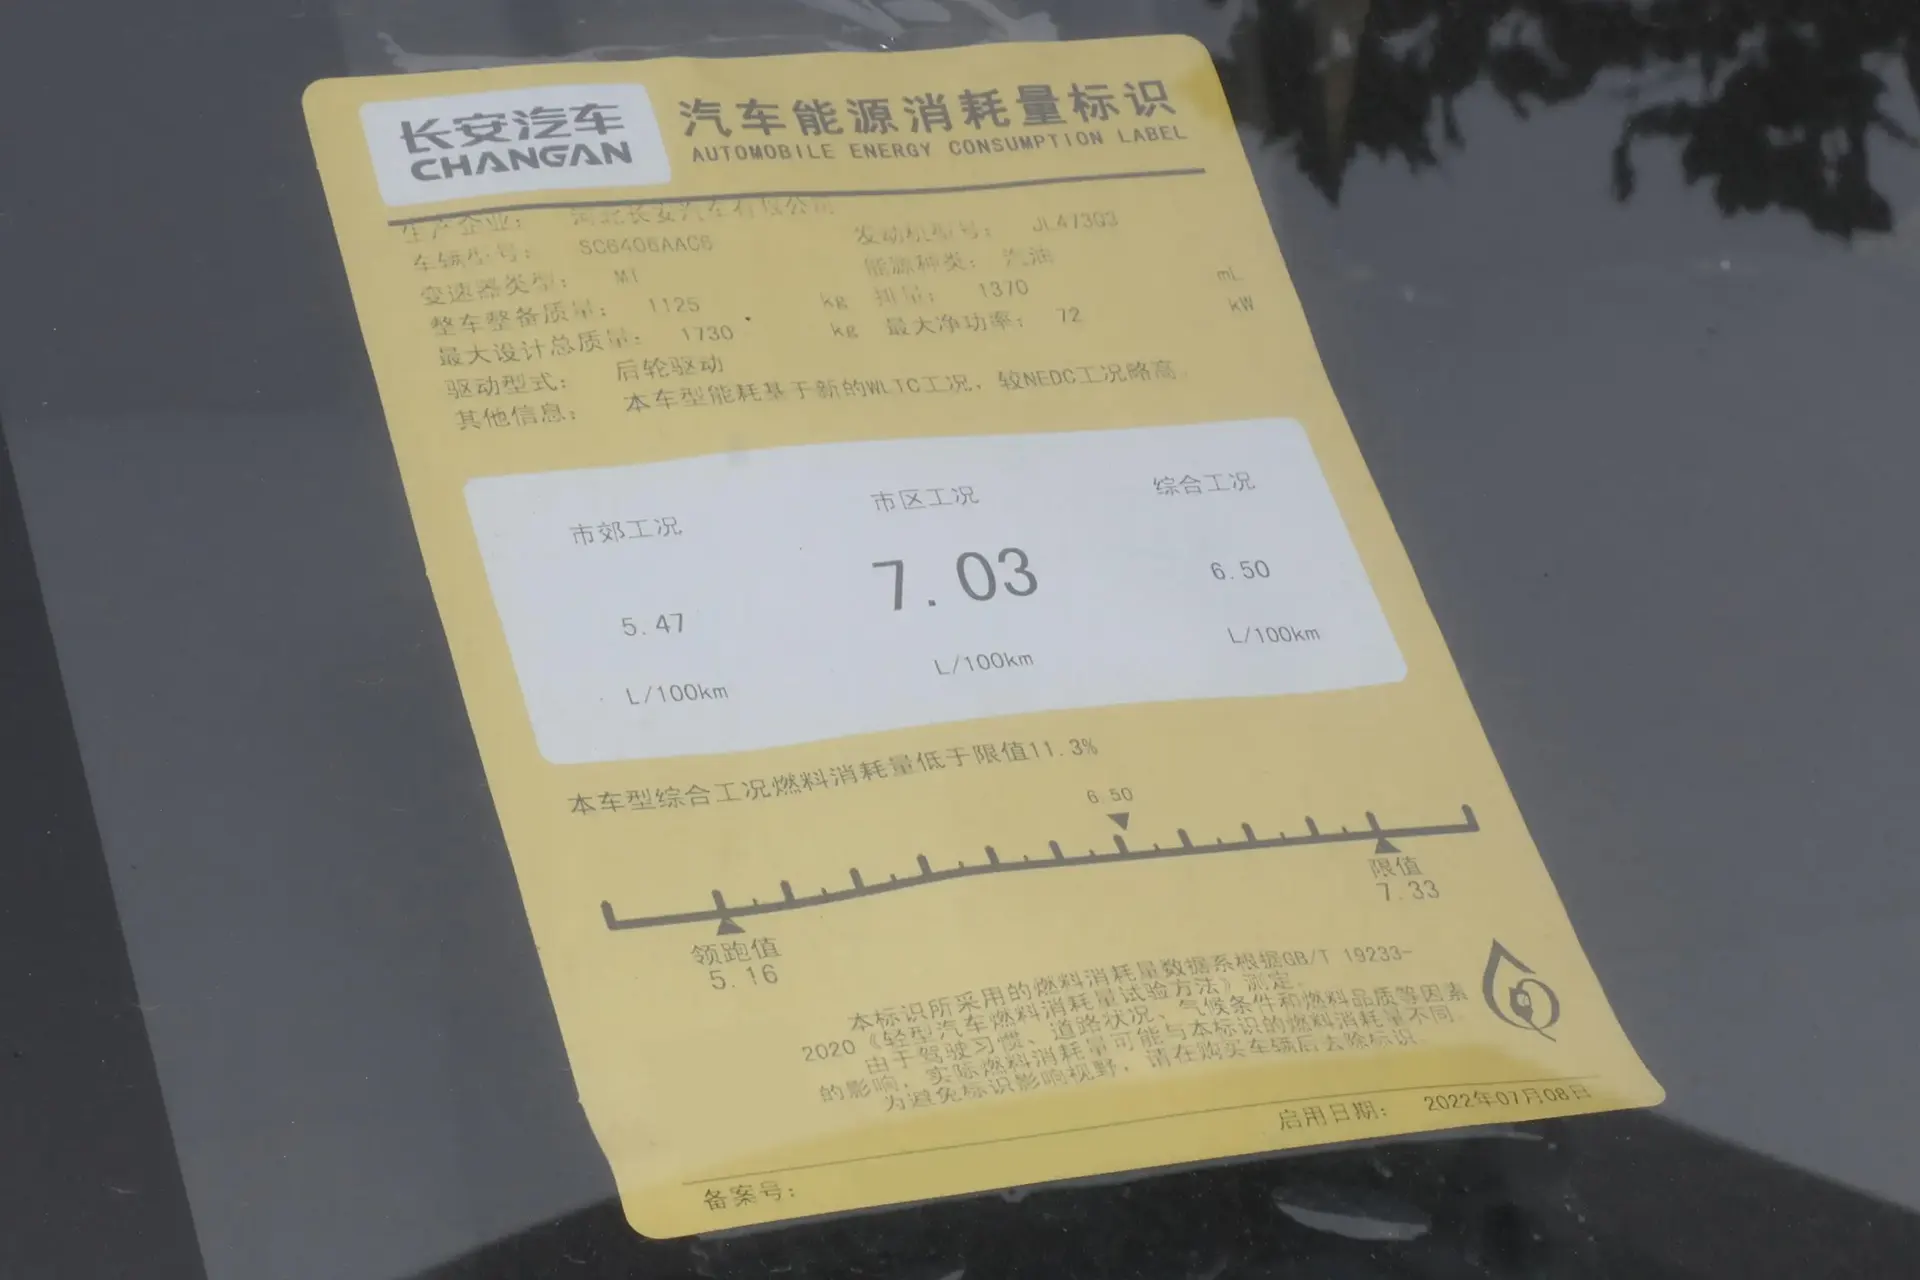 长安汽车
CHANGAN
汽车能源消耗量标识
AUTOMOBILE ENERGY CONSUMPTION LABEL
生产企业： 河北长安汽车有限公司
车辆型号： SC6406AAC6 发动机型号： JL473Q3
变速器类型： MT 能源种类： 汽油
整车整备质量： 1125 kg 排量： 1370 mL
最大设计总质量： 1730 kg 最大净功率： 72 kW
驱动型式： 后轮驱动
其他信息： 本车型能耗基于新的WLTC工况，较NEDC工况略高。
市郊工况 市区工况 综合工况
5.47 7.03 6.50
L/100km L/100km L/100km
本车型综合工况燃料消耗量低于限值11.3%
6.50
限值
7.33
领跑值
5.16
本标识所采用的燃料消耗量数据系根据GB/T 19233-
2020《轻型汽车燃料消耗量试验方法》测定。
由于驾驶习惯、道路状况、气候条件和燃料品质等因素
的影响，实际燃料消耗量可能与本标识的燃料消耗量不同。
为避免标识影响视野，请在购买车辆后去除标识。
启用日期： 2022年07月08日
备案号：